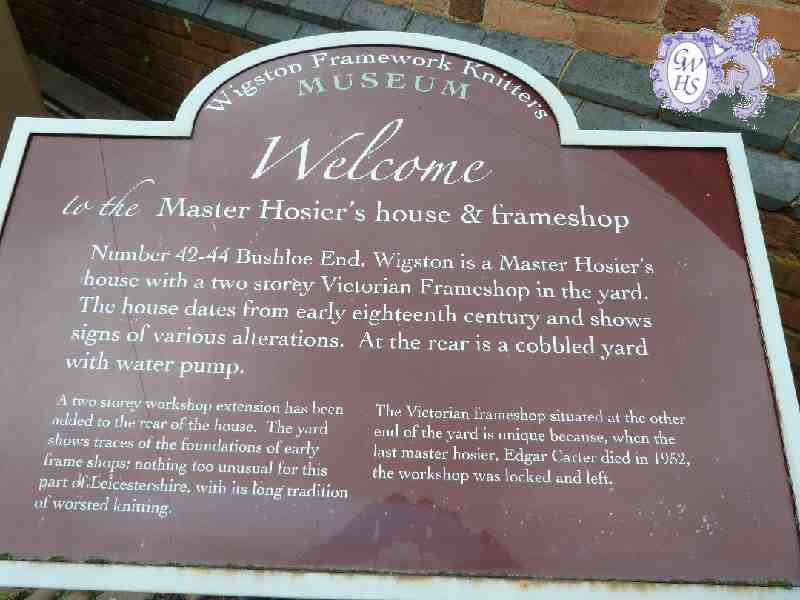 GWHS
Wigston Framework Knitters
MUSEUM
Welcome
to the Master Hosier's house & frameshop
Number 42-44 Bushloe End, Wigston is a Master Hosier's
house with a two storey Victorian Frameshop in the yard.
The house dates from early eighteenth century and shows
signs of various alterations. At the rear is a cobbled yard
with water pump.
A two storey workshop extension has been
added to the rear of the house. The yard
shows traces of the foundations of early
frame shops; nothing too unusual for this
part of Leicestershire, with its long tradition
of worsted knitting.
The Victorian frameshop situated at the other
end of the yard is unique because, when the
last master hosier, Edgar Carter died in 1952,
the workshop was locked and left.